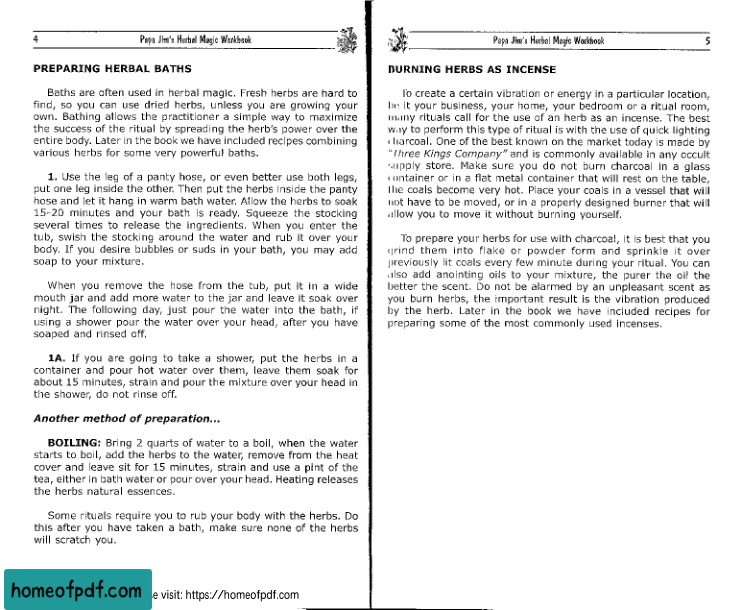 4 Papa Jim's Herbal Magic Workbook
PREPARING HERBAL BATHS
Baths are often used in herbal magic. Fresh herbs are hard to
find, so you can use dried herbs, unless you are growing your
own. Bathing allows the practitioner a simple way to maximize
the success of the ritual by spreading the herb's power over the
entire body. Later in the book we have included recipes combining
various herbs for some very powerful baths.
1. Use the leg of a panty hose, or even better use both legs,
put one leg inside the other. Then put the herbs inside the panty
hose and let it hang in warm bath water. Allow the herbs to soak
15-20 minutes and your bath is ready. Squeeze the stocking
several times to release the ingredients. When you enter the
tub, swish the stocking around the water and rub it over your
body. If you desire bubbles or suds in your bath, you may add
soap to your mixture.
When you remove the hose from the tub, put it in a wide
mouth jar and add more water to the jar and leave it soak over
night. The following day, just pour the water into the bath, if
using a shower pour the water over your head, after you have
soaped and rinsed off.
1A. If you are going to take a shower, put the herbs in a
container and pour hot water over them, leave them soak for
about 15 minutes, strain and pour the mixture over your head in
the shower, do not rinse off.
Another method of preparation...
BOILING: Bring 2 quarts of water to a boil, when the water
starts to boil, add the herbs to the water, remove from the heat
cover and leave sit for 15 minutes, strain and use a pint of the
tea, either in bath water or pour over your head. Heating releases
the herbs natural essences.
Some rituals require you to rub your body with the herbs. Do
this after you have taken a bath, make sure none of the herbs
will scratch you.
Papa Jim's Herbal Magic Workbook 5
BURNING HERBS AS INCENSE
To create a certain vibration or energy in a particular location,
be it your business, your home, your bedroom or a ritual room,
many rituals call for the use of an herb as an incense. The best
way to perform this type of ritual is with the use of quick lighting
charcoal. One of the best known on the market today is made by
"Three Kings Company" and is commonly available in any occult
supply store. Make sure you do not burn charcoal in a glass
container or in a flat metal container that will rest on the table,
the coals become very hot. Place your coals in a vessel that will
not have to be moved, or in a properly designed burner that will
allow you to move it without burning yourself.
To prepare your herbs for use with charcoal, it is best that you
grind them into flake or powder form and sprinkle it over
previously lit coals every few minute during your ritual. You can
also add anointing oils to your mixture, the purer the oil the
better the scent. Do not be alarmed by an unpleasant scent as
you burn herbs, the important result is the vibration produced
by the herb. Later in the book we have included recipes for
preparing some of the most commonly used incenses.
homeofpdf.com
e visit: https://homeofpdf.com